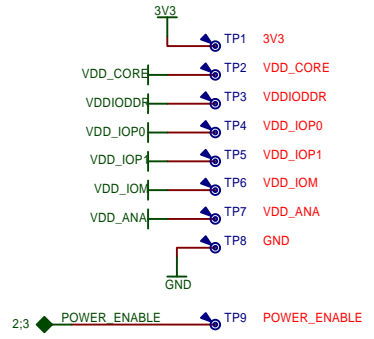 3V3
TP1 3V3
VDD_CORE TP2 VDD_CORE
VDDIODDR TP3 VDDIODDR
VDD_IOP0 TP4 VDD_IOP0
VDD_IOP1 TP5 VDD_IOP1
VDD_IOM TP6 VDD_IOM
VDD_ANA TP7 VDD_ANA
TP8 GND
GND
2;3 POWER_ENABLE TP9 POWER_ENABLE